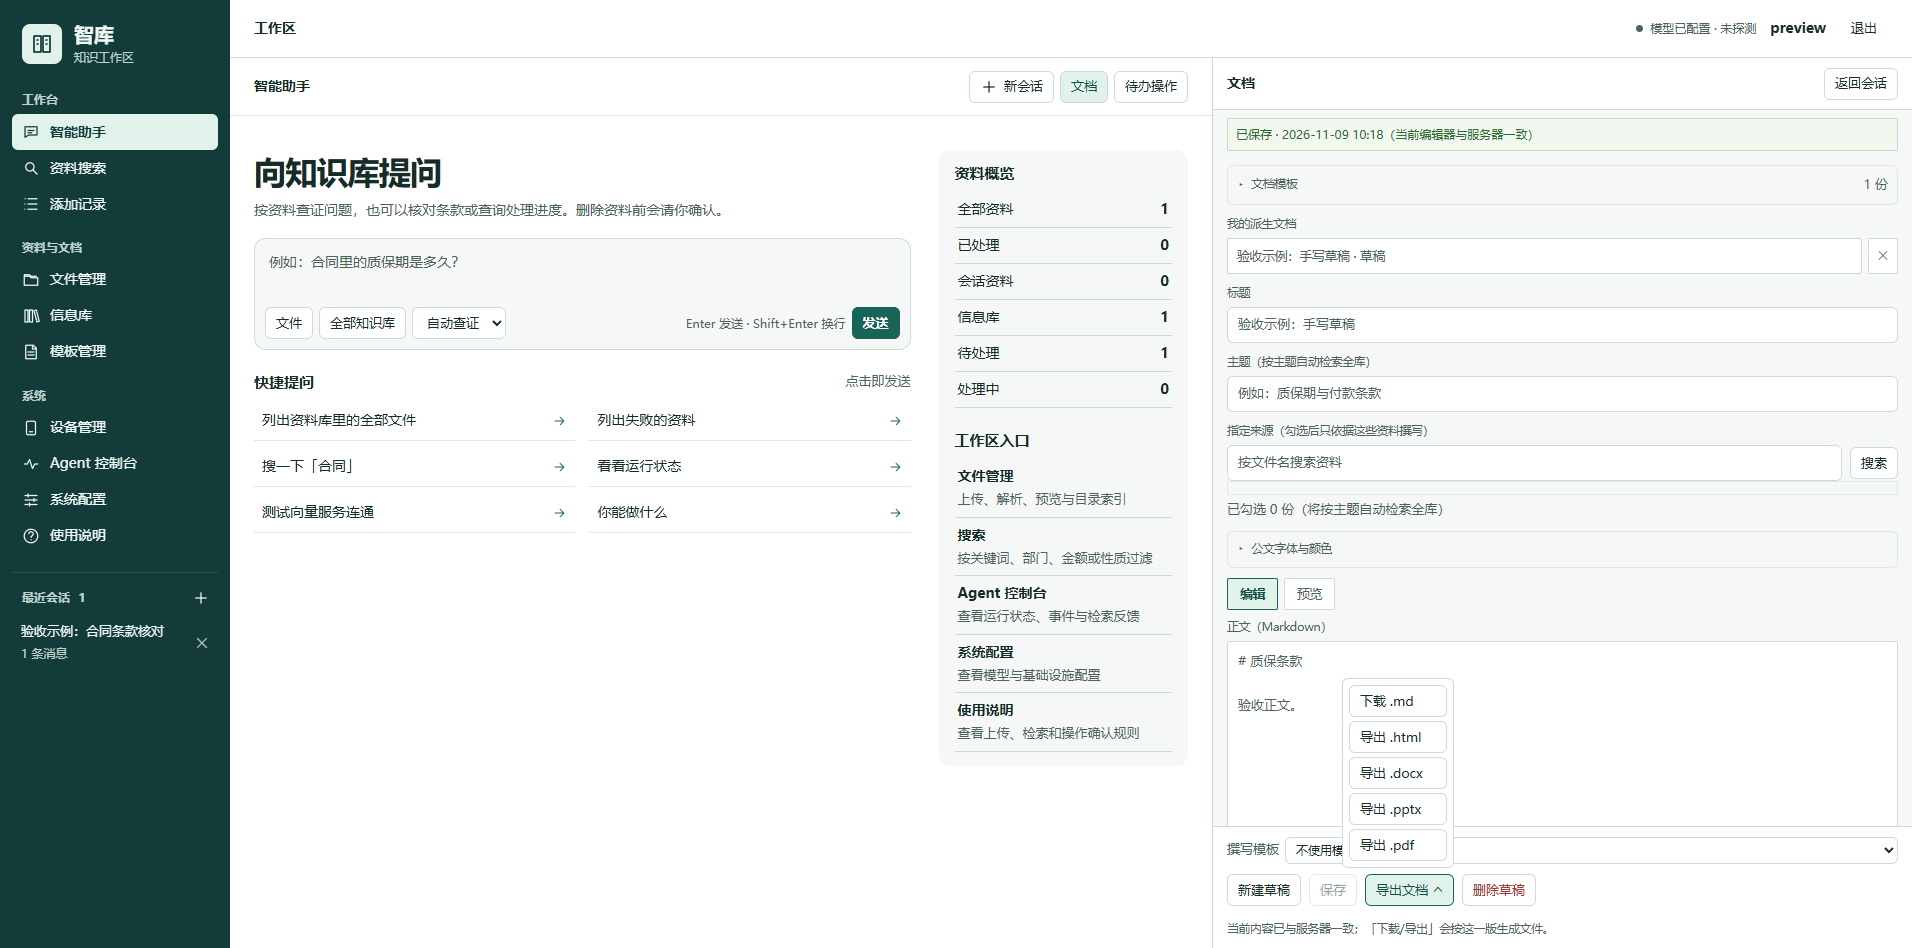 智库
知识工作区
工作台
智能助手
资料搜索
添加记录
资料与文档
文件管理
信息库
模板管理
系统
设备管理
Agent 控制台
系统配置
使用说明
最近会话 1
验收示例：合同条款核对
1 条消息
工作区
模型已配置 · 未探测 preview 退出
智能助手
新会话 文档 待办操作
向知识库提问
按资料查证问题，也可以核对条款或查询处理进度。删除资料前会请你确认。
例如：合同里的质保期是多久？
文件 全部知识库 自动查证 Enter 发送 · Shift+Enter 换行 发送
快捷提问 点击即发送
列出资料库里的全部文件 → 列出失败的资料 →
搜一下「合同」 → 看看运行状态 →
测试向量服务连通 → 你能做什么 →
资料概览
全部资料 1
已处理 0
会话资料 0
信息库 1
待处理 1
处理中 0
工作区入口
文件管理
上传、解析、预览与目录索引
搜索
按关键词、部门、金额或性质过滤
Agent 控制台
查看运行状态、事件与检索反馈
系统配置
查看模型与基础设施配置
使用说明
查看上传、检索和操作确认规则
文档 返回会话
已保存 · 2026-11-09 10:18（当前编辑器与服务器一致）
文档模板 1 份
我的派生文档
验收示例：手写草稿 · 草稿
标题
验收示例：手写草稿
主题（按主题自动检索全库）
例如：质保期与付款条款
指定来源（勾选后只依据这些资料撰写）
按文件名搜索资料 搜索
已勾选 0 份（将按主题自动检索全库）
公文字体与颜色
编辑 预览
正文（Markdown）
# 质保条款
验收正文。
下载 .md
导出 .html
导出 .docx
导出 .pptx
导出 .pdf
撰写模板 不使用模
新建草稿 保存 导出文档 删除草稿
当前内容已与服务器一致；「下载/导出」会按这一版生成文件。